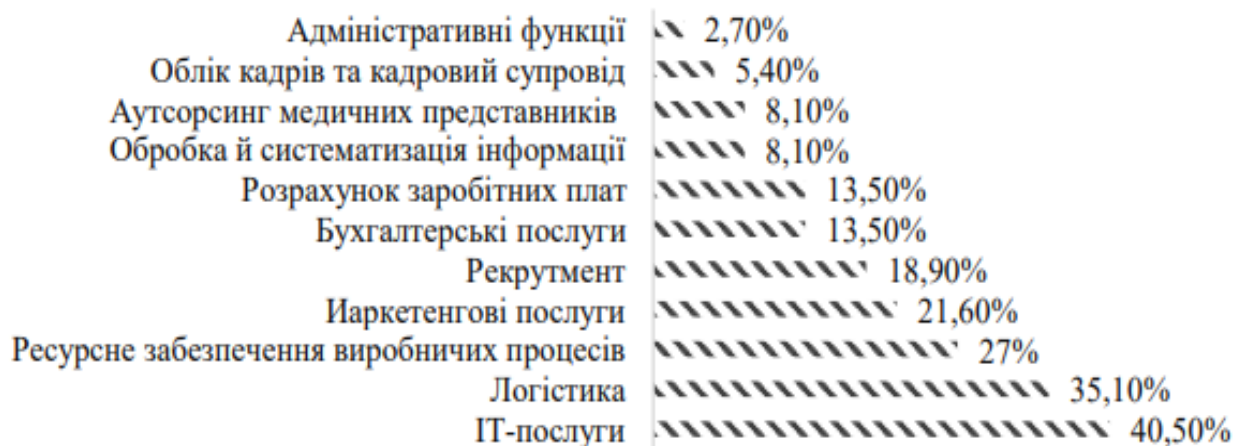 Адміністративні функції 2,70%
Облік кадрів та кадровий супровід 5,40%
Аутсорсинг медичних представників 8,10%
Обробка й систематизація інформації 8,10%
Розрахунок заробітних плат 13,50%
Бухгалтерські послуги 13,50%
Рекрутмент 18,90%
Иаркетенгові послуги 21,60%
Ресурсне забезпечення виробничих процесів 27%
Логістика 35,10%
ІТ-послуги 40,50%